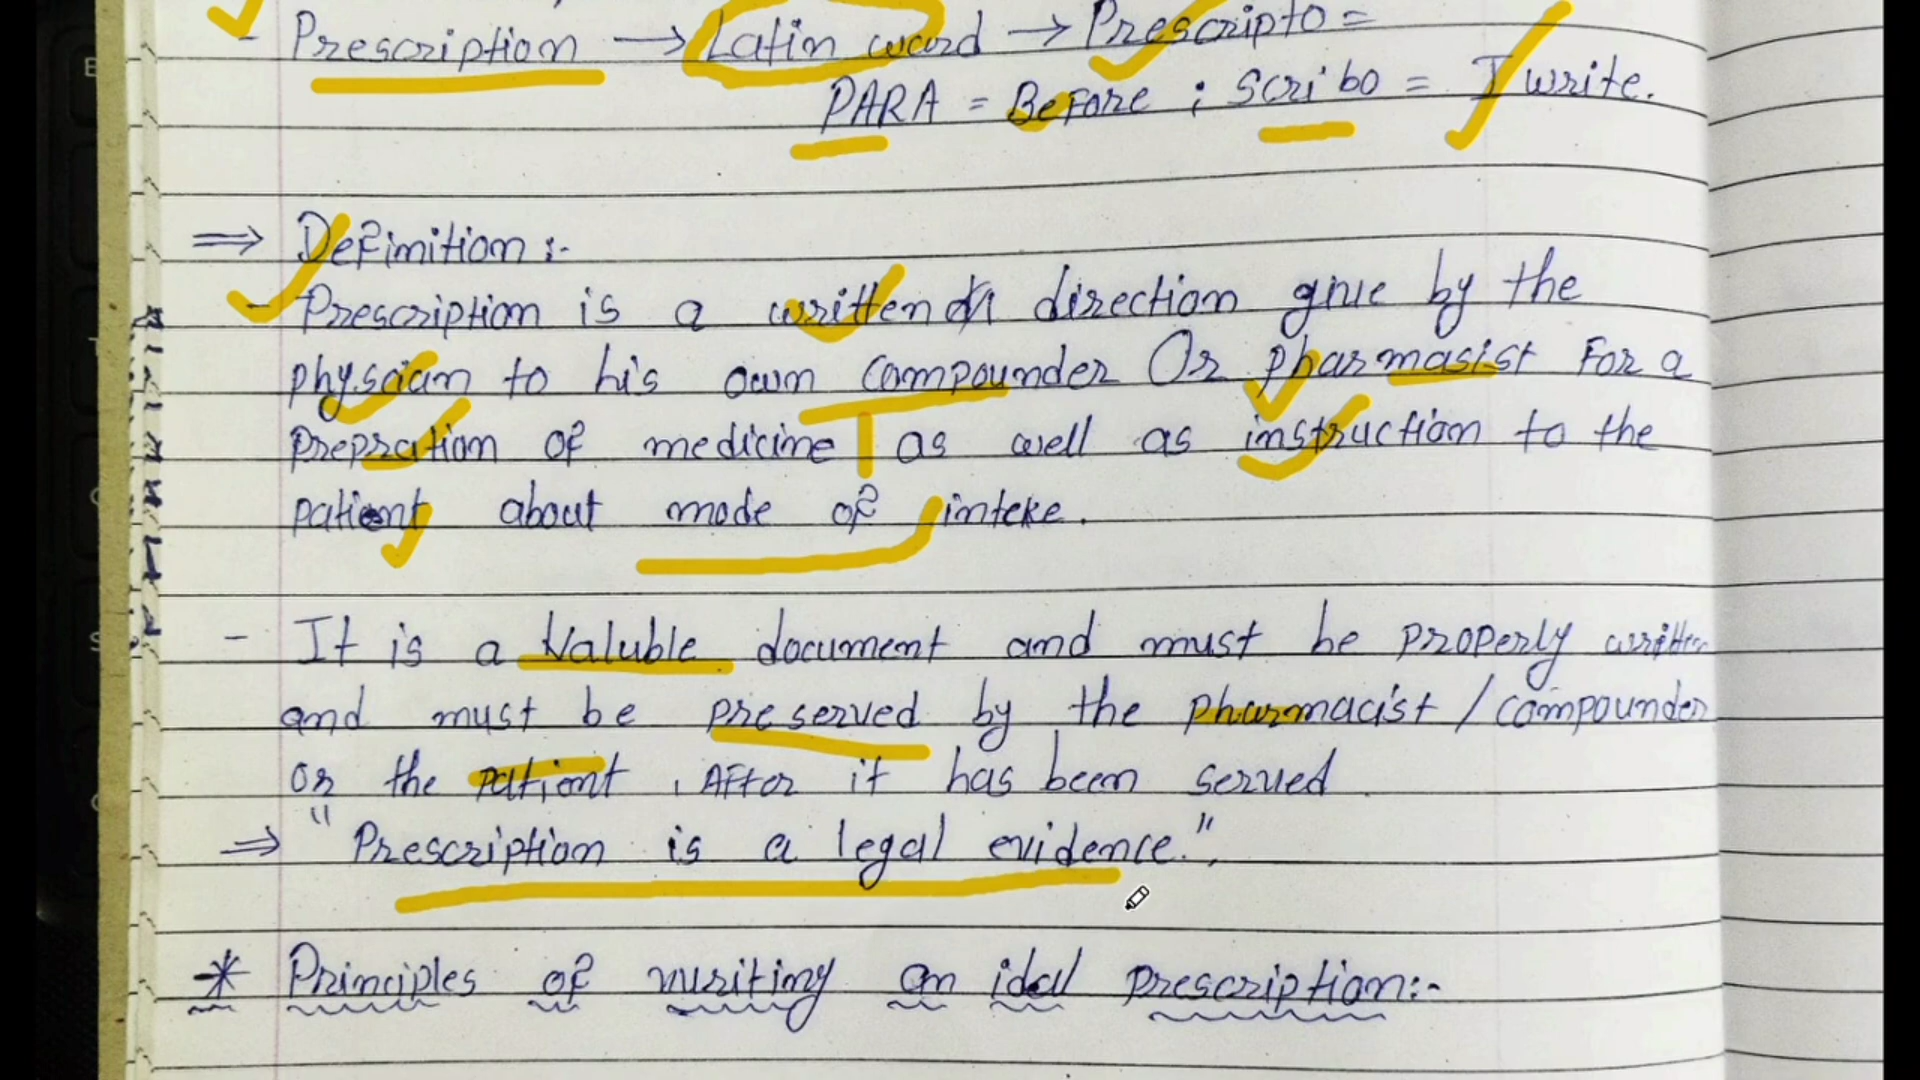 - Prescription → Latin word → Prescripto =
PARA = Before ; Scribo = I write.
⇒ Definition :-
- Prescription is a written direction give by the
physcian to his own compounder Or pharmasist For a
prepration of medicine as well as instruction to the
patient about mode of inteke.
- It is a Valuble document and must be properly written
and must be preserved by the pharmacist / compounder
or the patient , After it has been served
⇒ "Prescription is a legal evidence."
* Principles of writing an ideal Prescription:-